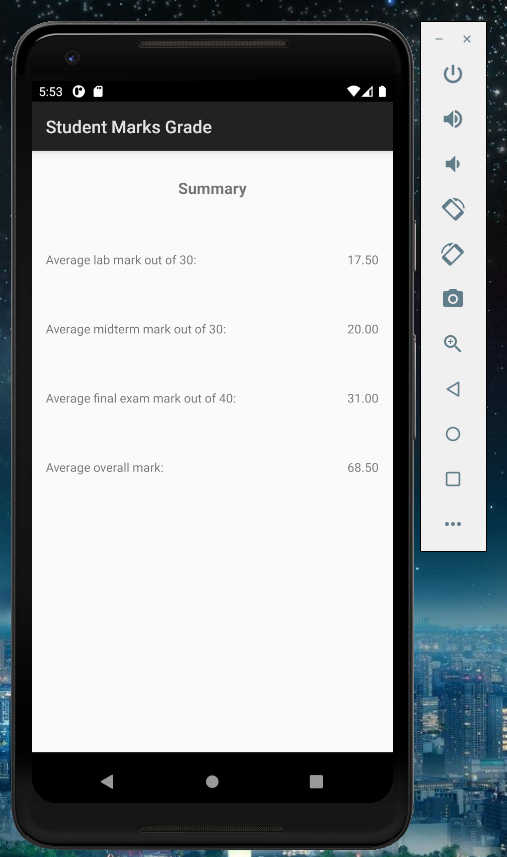 5:53
Student Marks Grade
Summary
Average lab mark out of 30: 17.50
Average midterm mark out of 30: 20.00
Average final exam mark out of 40: 31.00
Average overall mark: 68.50